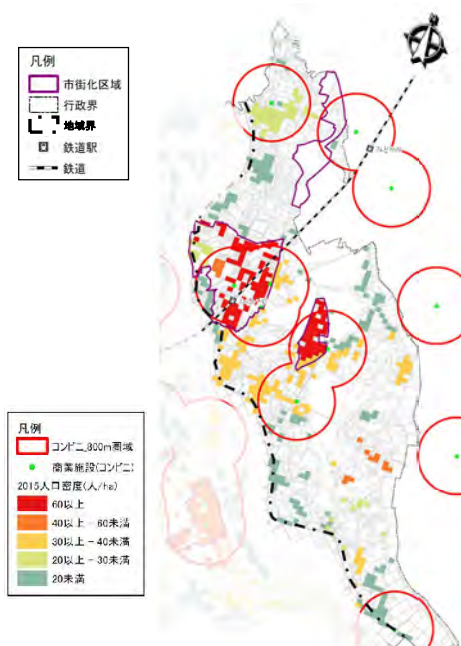 凡例
市街化区域
行政界
地域界
鉄道駅
鉄道
凡例
コンビニ_800m圏域
商業施設(コンビニ)
2015人口密度(人/ha)
60以上
40以上 - 60未満
30以上 - 40未満
20以上 - 30未満
20未満